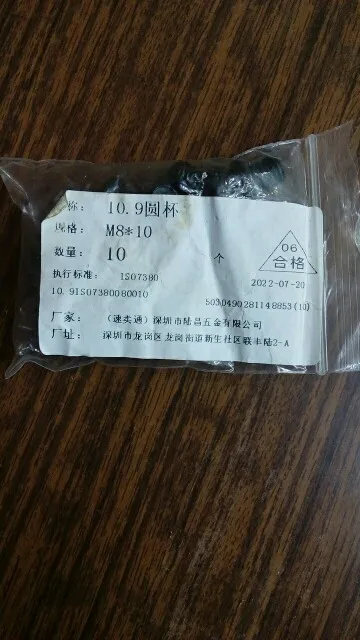 称: 10.9圆杯
规格: M8*10
数量: 10 个
06
合格
执行标准: ISO7380
2022-07-20
10.9ISO7380080010
5030490281148853(10)
厂家: (速卖通)深圳市陆昌五金有限公司
厂址: 深圳市龙岗区龙岗街道新生社区联丰陆2-A